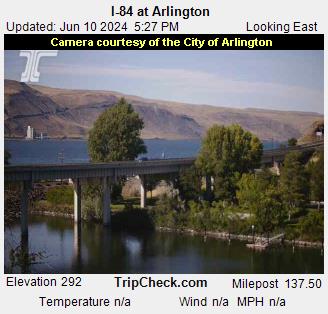 I-84 at Arlington
Updated: Jun 10 2024 5:27 PM Looking East
Camera courtesy of the City of Arlington
Elevation 292 TripCheck.com Milepost 137.50
Temperature n/a Wind n/a MPH n/a